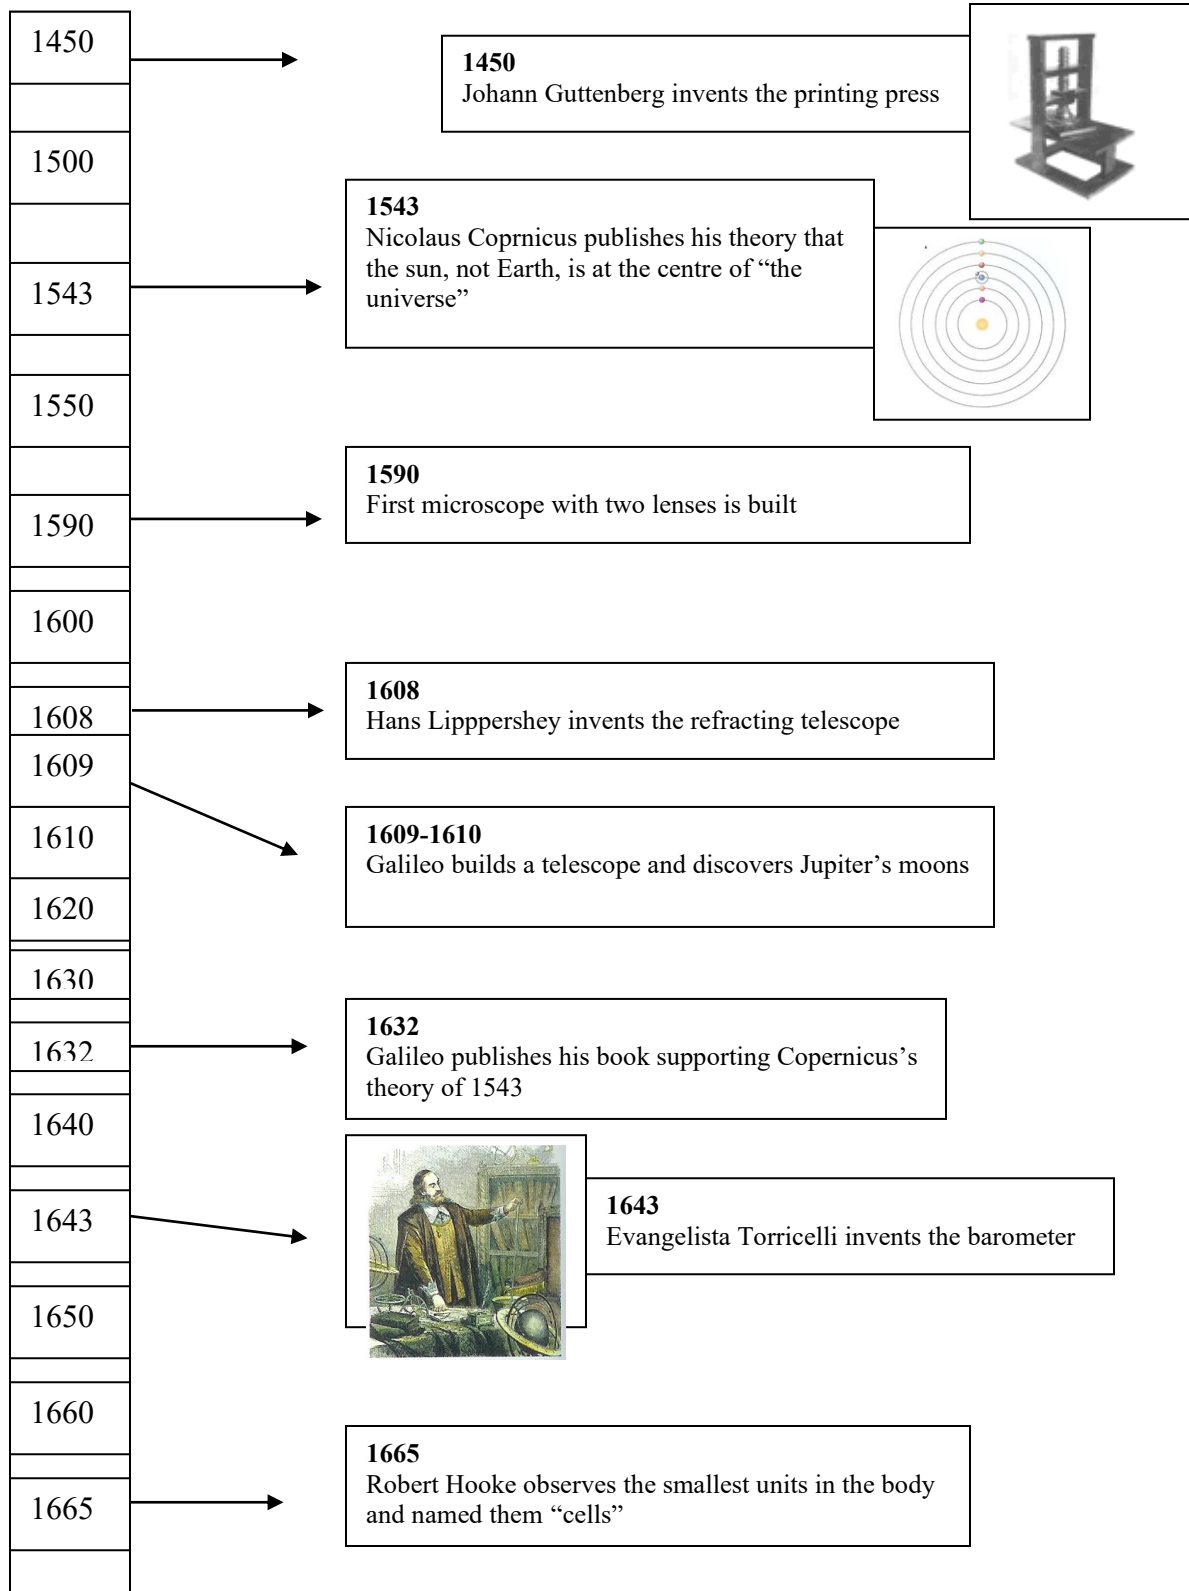 1450
1450
Johann Guttenberg invents the printing press
1500
1543
Nicolaus Coprnicus publishes his theory that
the sun, not Earth, is at the centre of “the
universe”
1543
1550
1590
First microscope with two lenses is built
1590
1600
1608
Hans Lipppershey invents the refracting telescope
1608
1609
1609-1610
Galileo builds a telescope and discovers Jupiter’s moons
1610
1620
1630
1632
Galileo publishes his book supporting Copernicus’s
theory of 1543
1632
1640
1643
Evangelista Torricelli invents the barometer
1643
1650
1660
1665
Robert Hooke observes the smallest units in the body
and named them “cells”
1665